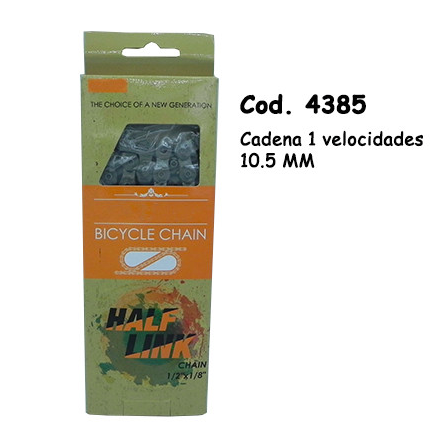 THE CHOICE OF A NEW GENERATION
BICYCLE CHAIN
HALF
LINK
CHAIN
1/2"x1/8"
Cod. 4385
Cadena 1 velocidades
10.5 MM